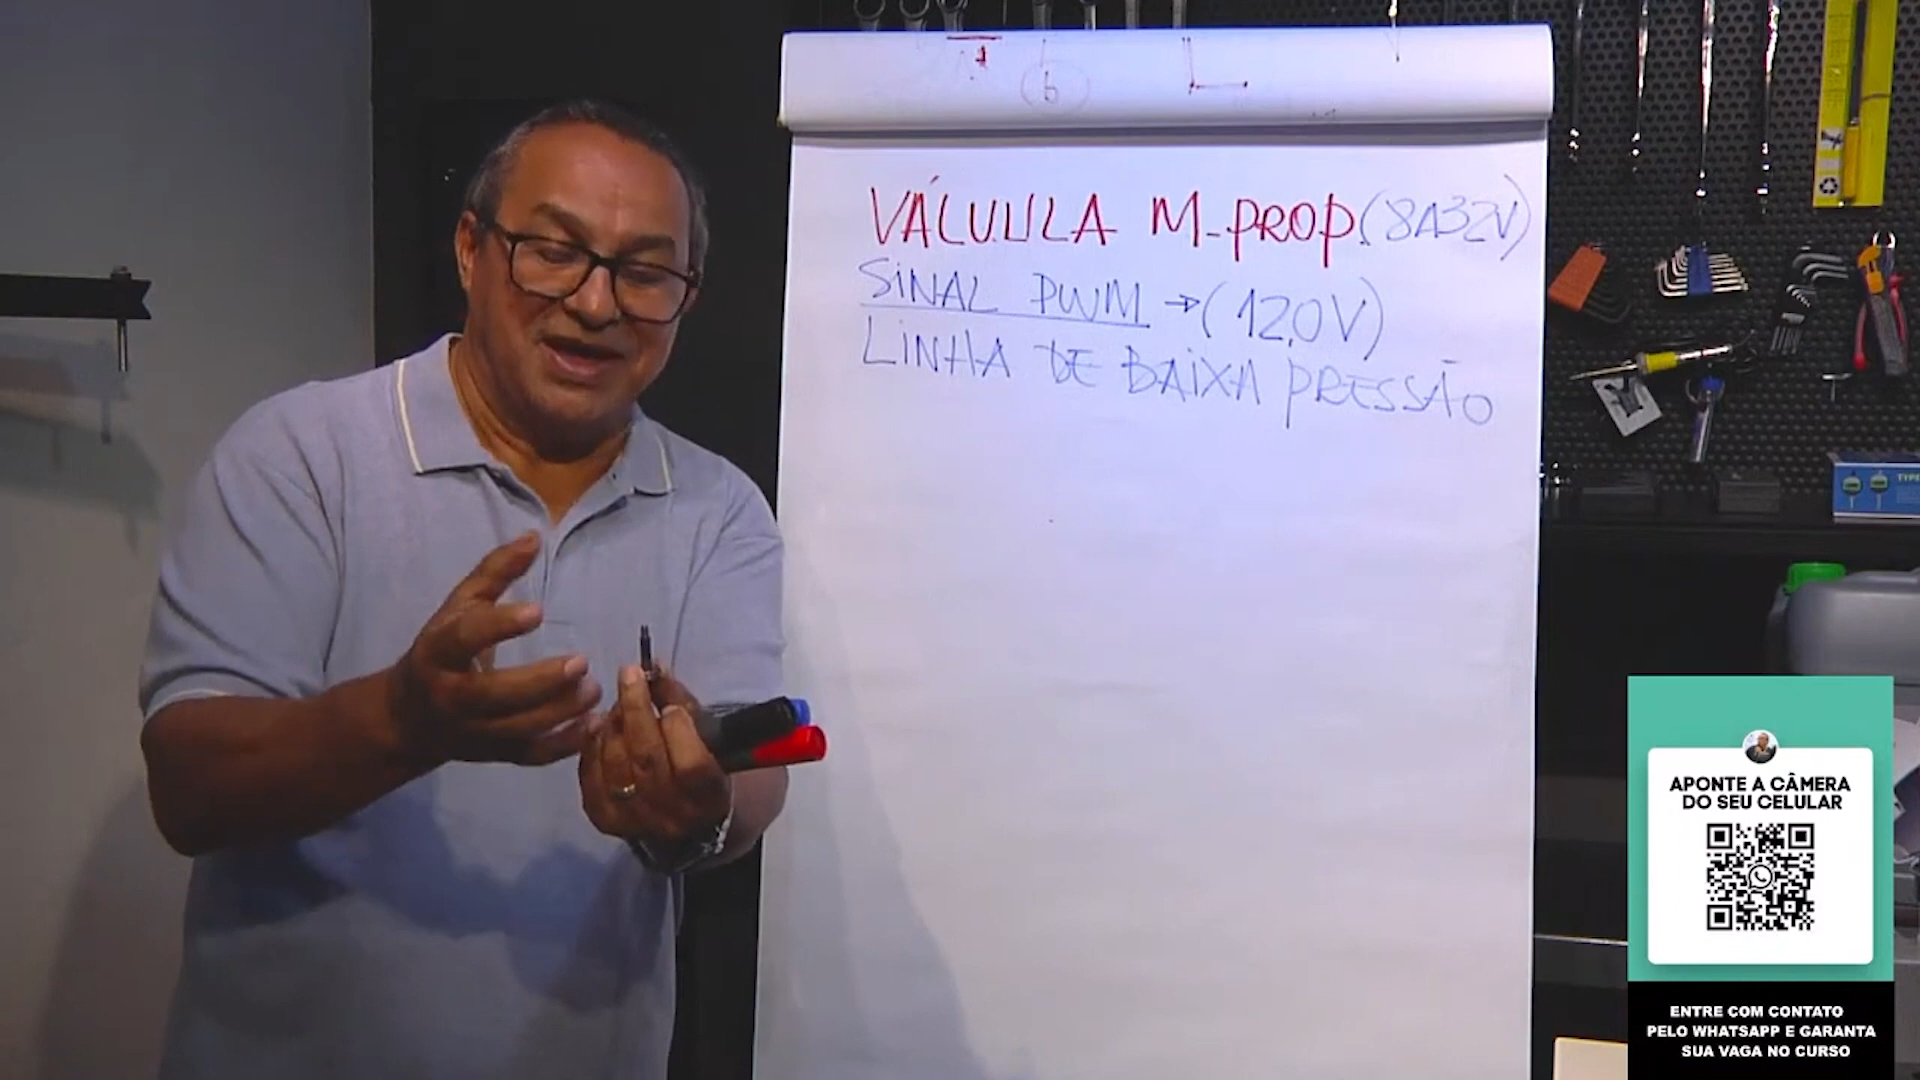 VÁLVULA M-PROP. (8A32V)
SINAL PWM → (12,0V)
LINHA DE BAIXA PRESSÃO
TYPE
APONTE A CÂMERA
DO SEU CELULAR
ENTRE COM CONTATO
PELO WHATSAPP E GARANTA
SUA VAGA NO CURSO